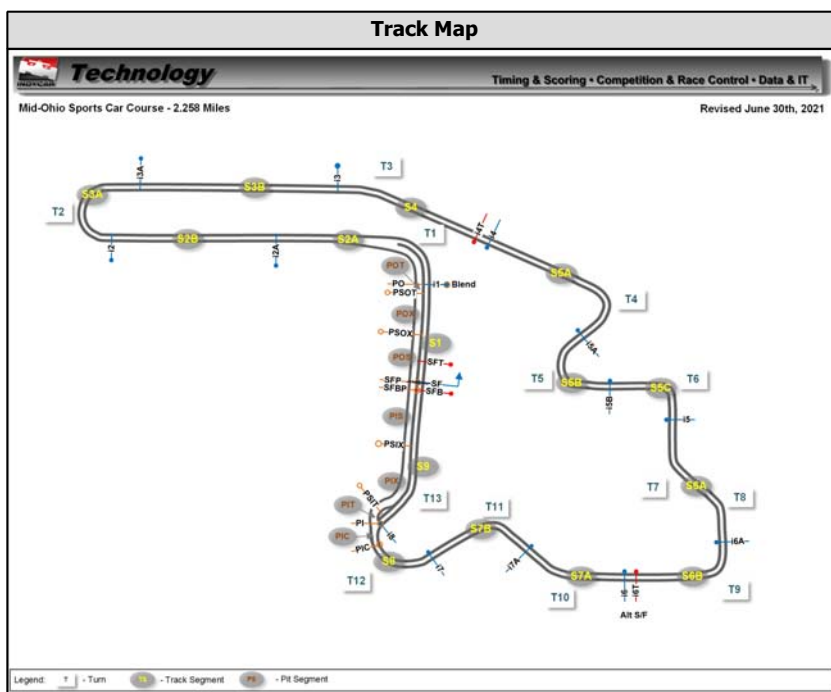 Track Map
INDYCAR
Technology
Timing & Scoring • Competition & Race Control • Data & IT
Mid-Ohio Sports Car Course - 2.258 Miles
Revised June 30th, 2021
i3A
S3B
i3
T3
S3A
S4
T2
T1
i4T
i4
i2
S2B
i2A
S2A
S5A
POT
PO
i1
Blend
PSOT
T4
POX
PSOX
S1
i5A
POS
SFT
SFP
SF
SFBP
SFB
T5
S5B
i5B
S5C
T6
PIS
i5
PSIX
S9
PIX
T7
S6A
PSIT
T13
T11
T8
PIT
PI
i8
S7B
PIC
PIC
i7
i7A
i6A
T12
S8
T10
S7A
i6
i6T
S6B
T9
Alt S/F
Legend:
T
- Turn
- Track Segment
PS
- Pit Segment